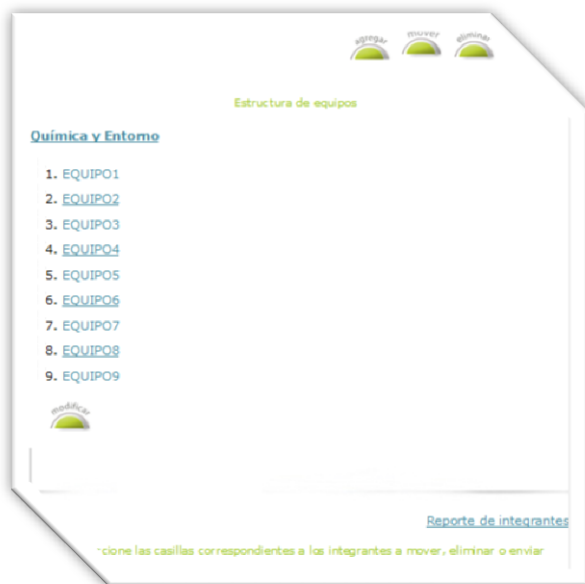 agregar mover eliminar
Estructura de equipos
Química y Entorno
1. EQUIPO1
2. EQUIPO2
3. EQUIPO3
4. EQUIPO4
5. EQUIPO5
6. EQUIPO6
7. EQUIPO7
8. EQUIPO8
9. EQUIPO9
modificar
Reporte de integrantes
cione las casillas correspondientes a los integrantes a mover, eliminar o enviar